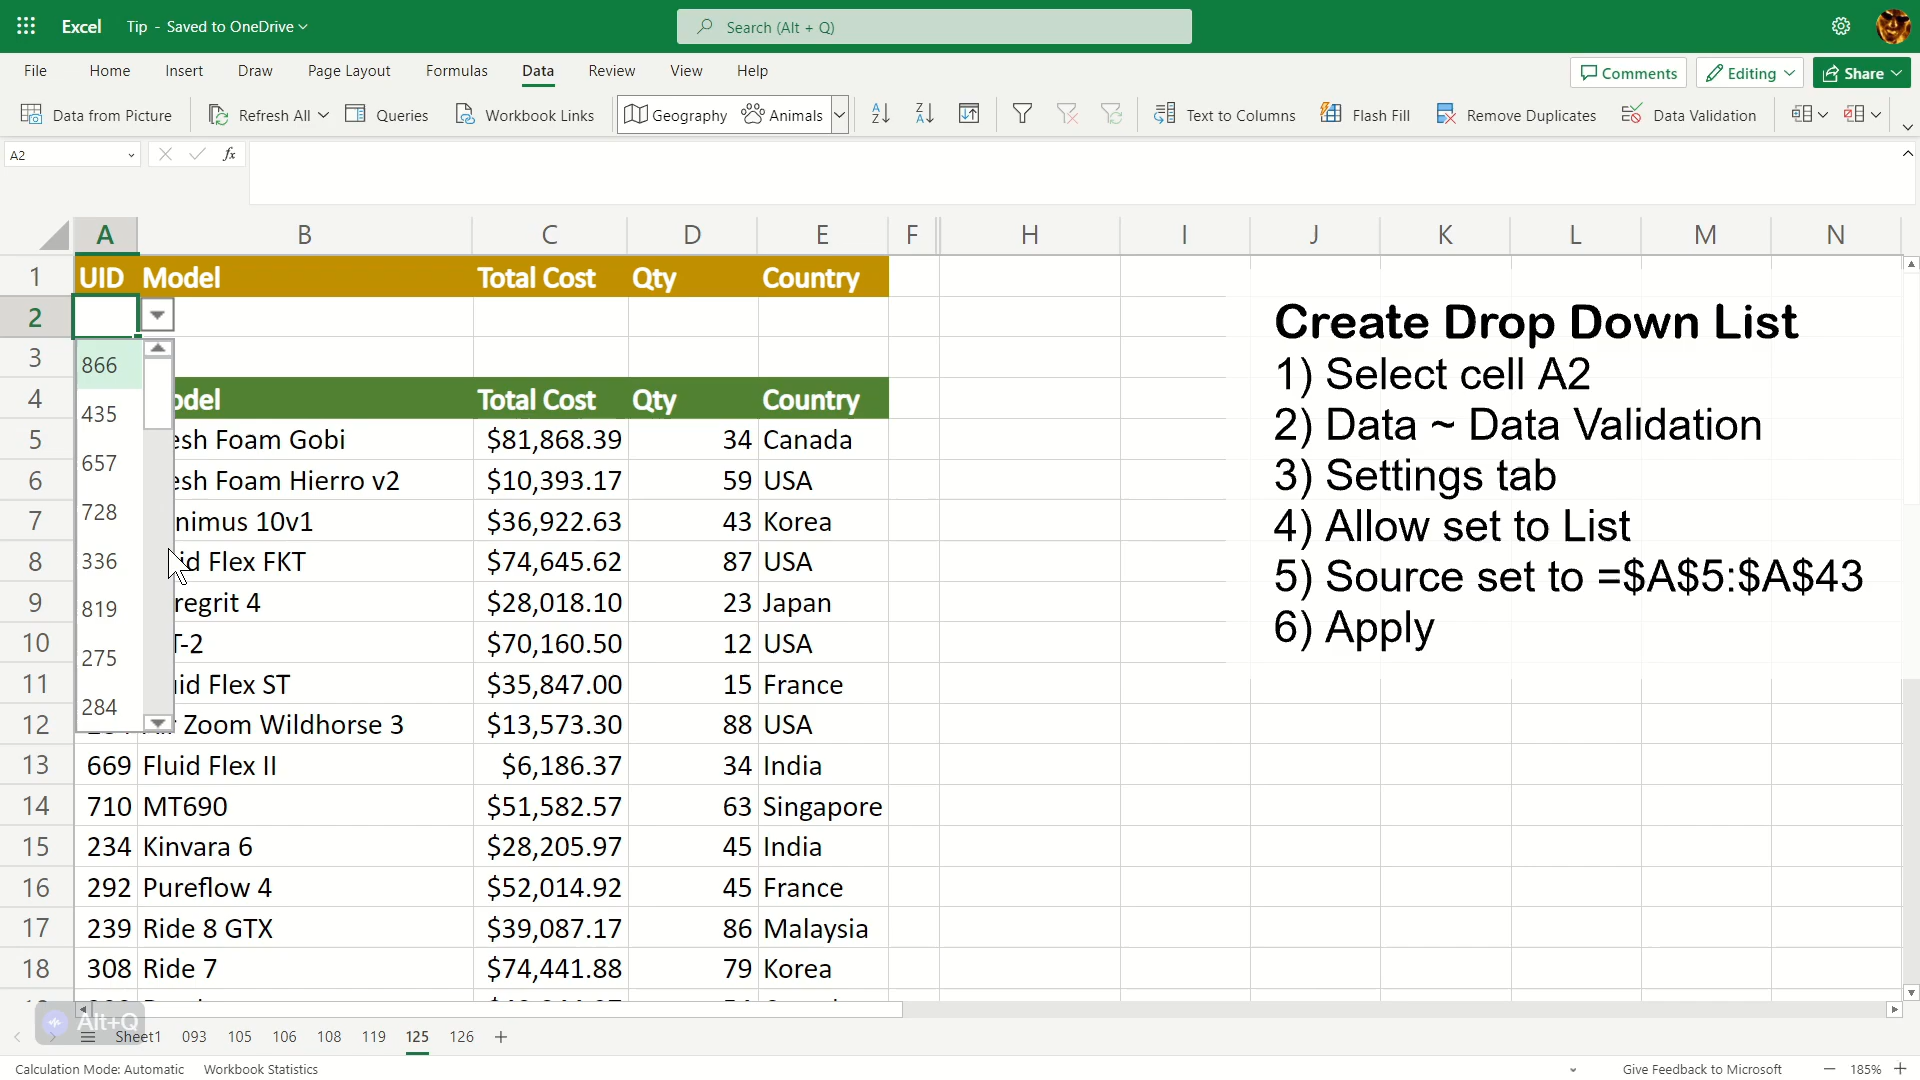 Excel Tip - Saved to OneDrive Search (Alt + Q)
File Home Insert Draw Page Layout Formulas Data Review View Help Comments Editing Share
Data from Picture Refresh All Queries Workbook Links Geography Animals Text to Columns Flash Fill Remove Duplicates Data Validation
A2 fx
A B C D E F H I J K L M N
1 UID Model Total Cost Qty Country
2
3
4 odel Total Cost Qty Country
5 esh Foam Gobi $81,868.39 34 Canada
6 esh Foam Hierro v2 $10,393.17 59 USA
7 nimus 10v1 $36,922.63 43 Korea
8 id Flex FKT $74,645.62 87 USA
9 regrit 4 $28,018.10 23 Japan
10 T-2 $70,160.50 12 USA
11 id Flex ST $35,847.00 15 France
12 Zoom Wildhorse 3 $13,573.30 88 USA
13 669 Fluid Flex II $6,186.37 34 India
14 710 MT690 $51,582.57 63 Singapore
15 234 Kinvara 6 $28,205.97 45 India
16 292 Pureflow 4 $52,014.92 45 France
17 239 Ride 8 GTX $39,087.17 86 Malaysia
18 308 Ride 7 $74,441.88 79 Korea
866
435
657
728
336
819
275
284
Create Drop Down List
1) Select cell A2
2) Data ~ Data Validation
3) Settings tab
4) Allow set to List
5) Source set to =$A$5:$A$43
6) Apply
Alt+Q
Sheet1 093 105 106 108 119 125 126 +
Calculation Mode: Automatic Workbook Statistics Give Feedback to Microsoft − 185% +